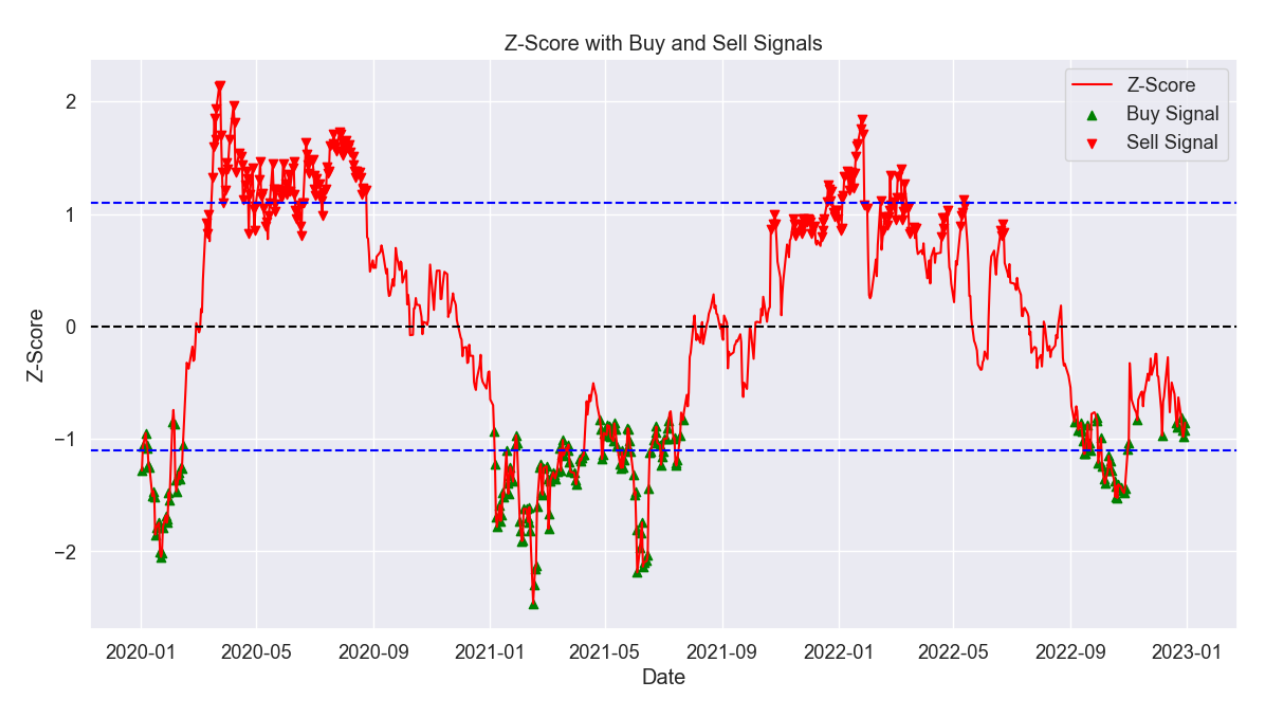 Z-Score with Buy and Sell Signals
Z-Score
Buy Signal
Sell Signal
2
1
0
−1
−2
Z-Score
2020-01 2020-05 2020-09 2021-01 2021-05 2021-09 2022-01 2022-05 2022-09 2023-01
Date